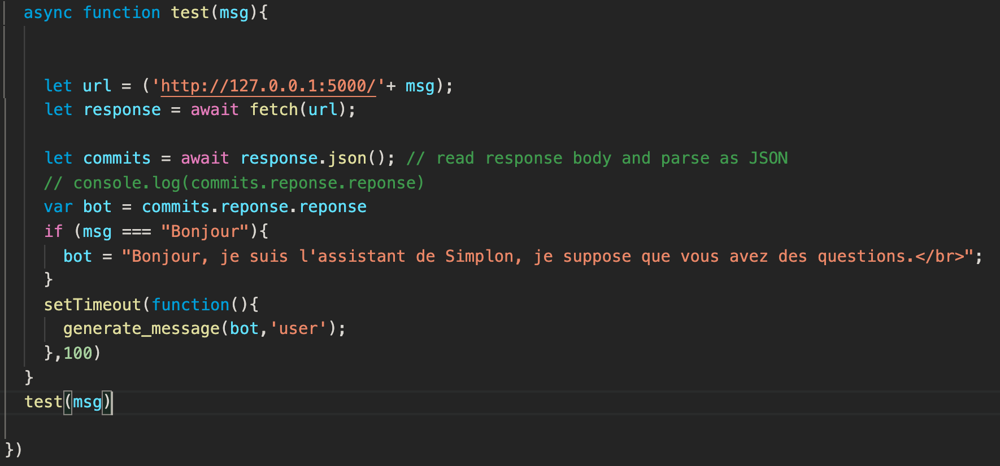 async function test(msg){
let url = ('http://127.0.0.1:5000/'+ msg);
let response = await fetch(url);
let commits = await response.json(); // read response body and parse as JSON
// console.log(commits.reponse.reponse)
var bot = commits.reponse.reponse
if (msg === "Bonjour"){
bot = "Bonjour, je suis l'assistant de Simplon, je suppose que vous avez des questions.</br>";
}
setTimeout(function(){
generate_message(bot,'user');
},100)
}
test(msg)
})